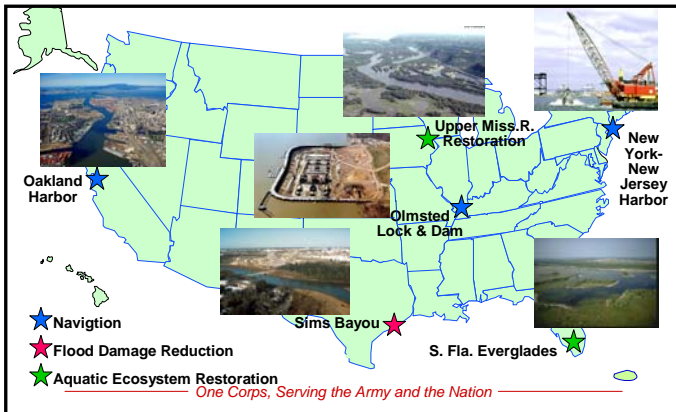 Upper Miss.R.
Restoration
New
York-
New
Jersey
Harbor
Oakland
Harbor
Olmsted
Lock & Dam
Sims Bayou
S. Fla. Everglades
Navigtion
Flood Damage Reduction
Aquatic Ecosystem Restoration
One Corps, Serving the Army and the Nation